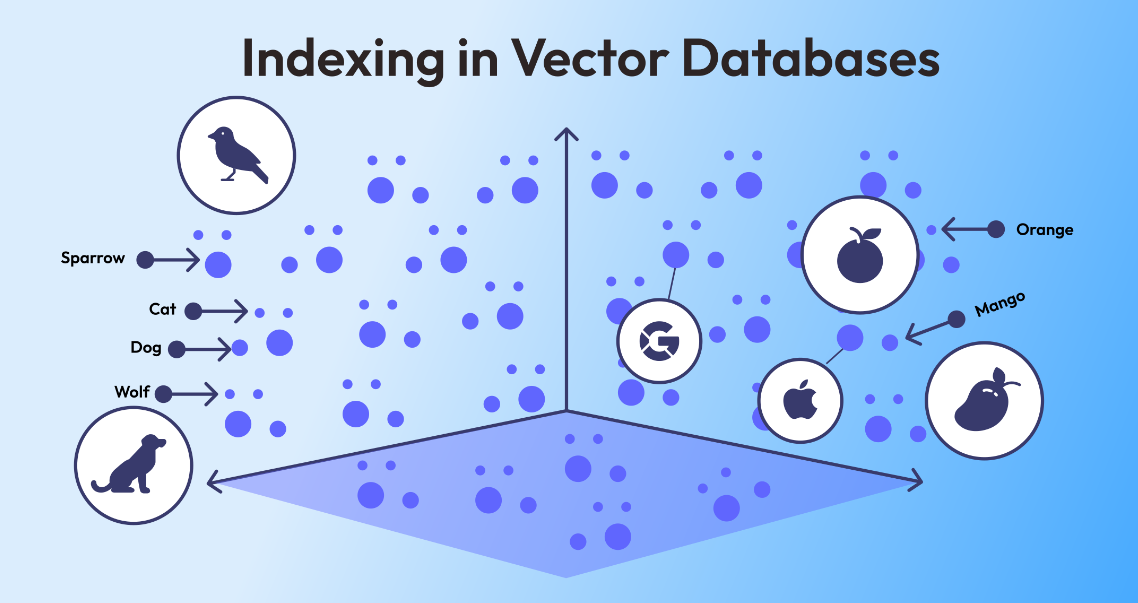 Indexing in Vector Databases
Sparrow
Orange
Cat
Mango
Dog
Wolf